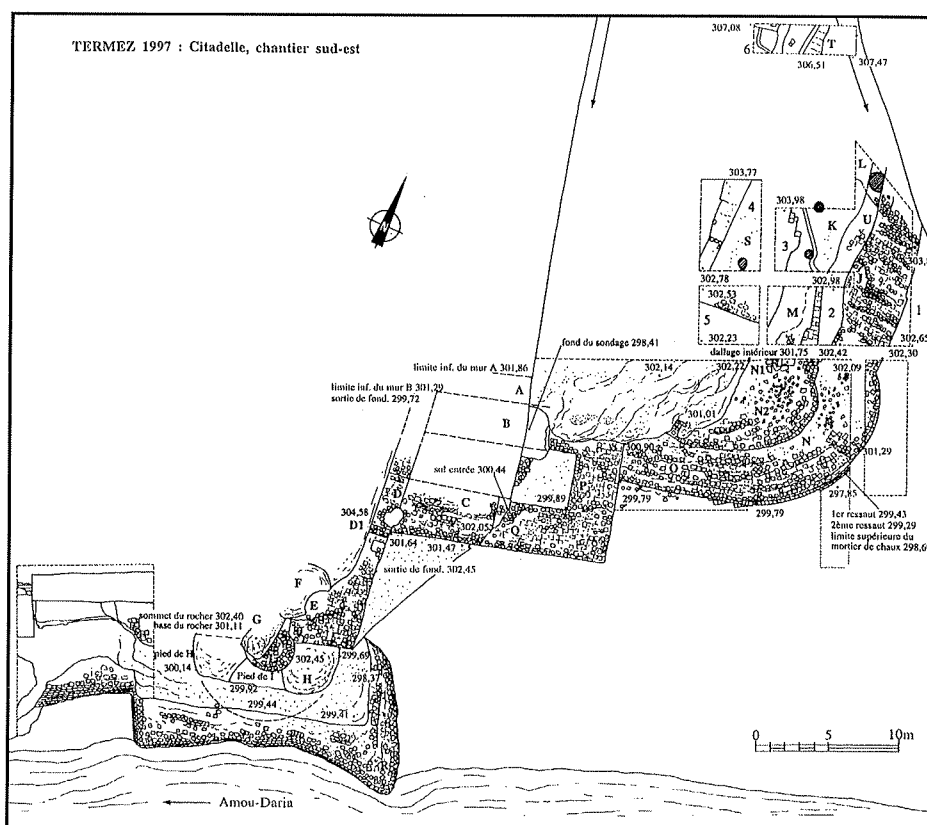 TERMEZ 1997 : Citadelle, chantier sud-est
307,08
6
T
306,51
307,47
L
303,77
4
S
302,78
303,98
3
K
U
J
302,98
1
302,65
302,30
302,53
5
302,23
M
2
fond du sondage 298,41
dallage intérieur 301,75
302,42
302,09
limite inf. du mur A 301,86
A
302,14
302,22
N1
limite inf. du mur B 301,29
sortie de fond. 299,72
B
301,01
N2
N
300,90
301,29
sol entrée 300,44
299,89
P
O
299,79
299,79
297,85
D
C
304,58
D1
302,05
Q
301,64
301,47
1er ressaut 299,43
2ème ressaut 299,29
limite supérieure du
mortier de chaux 298,6
sortie de fond. 302,45
F
E
G
sommet du rocher 302,40
base du rocher 301,11
pied de H
300,14
302,45
H
299,69
298,37
Pied de I
299,92
299,44
299,41
R
0 5 10m
Amou-Daria